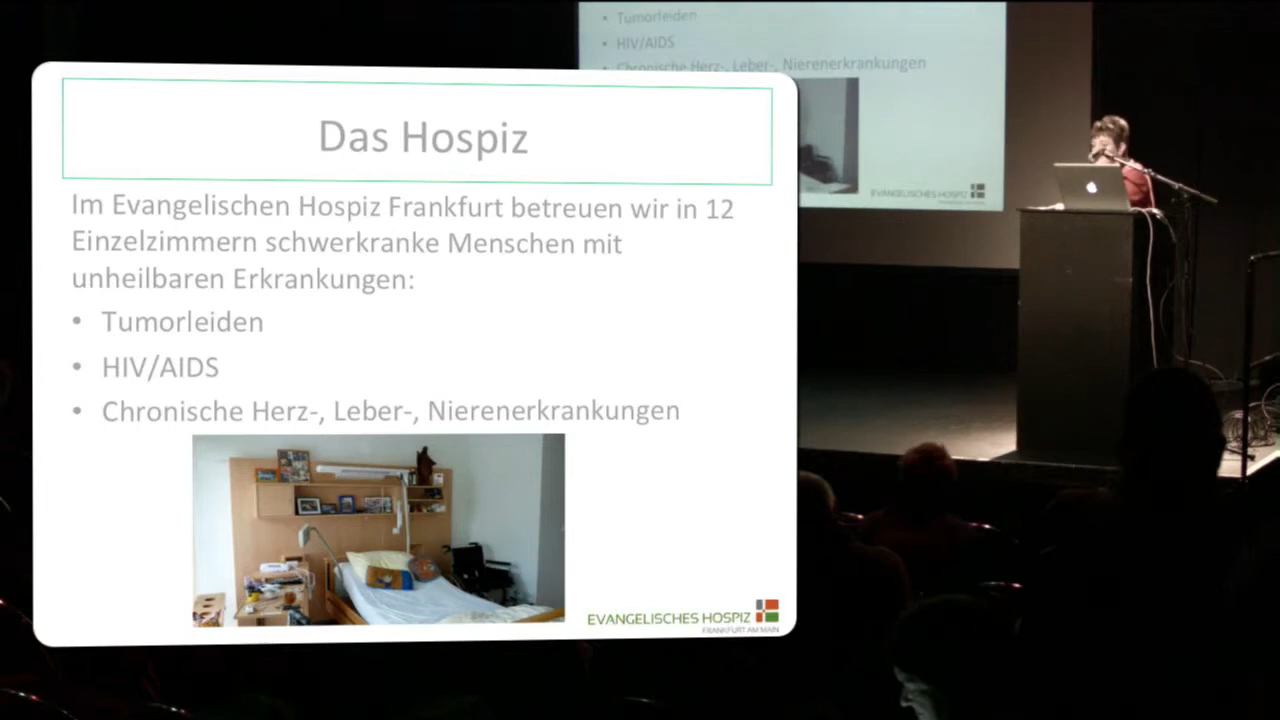 Das Hospiz
Im Evangelischen Hospiz Frankfurt betreuen wir in 12
Einzelzimmern schwerkranke Menschen mit
unheilbaren Erkrankungen:
• Tumorleiden
• HIV/AIDS
• Chronische Herz-, Leber-, Nierenerkrankungen
EVANGELISCHES HOSPIZ
FRANKFURT AM MAIN
• Tumorleiden
• HIV/AIDS
• Chronische Herz-, Leber-, Nierenerkrankungen
EVANGELISCHES HOSPIZ